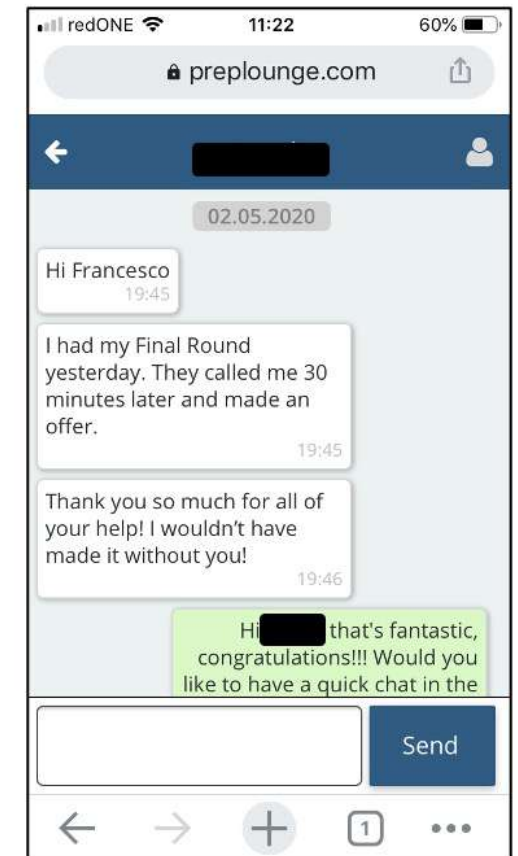 redONE 11:22 60%
preplounge.com
02.05.2020
Hi Francesco
19:45
I had my Final Round
yesterday. They called me 30
minutes later and made an
offer.
19:45
Thank you so much for all of
your help! I wouldn't have
made it without you!
19:46
Hi that's fantastic,
congratulations!!! Would you
like to have a quick chat in the
Send
1